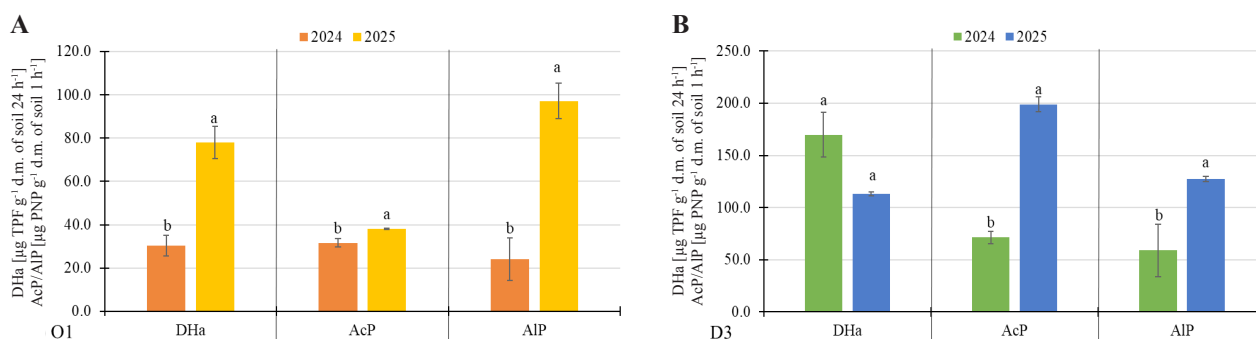 A
2024 2025
DHa [µg TPF g⁻¹ d.m. of soil 24 h⁻¹]
AcP/AlP [µg PNP g⁻¹ d.m. of soil 1 h⁻¹]
120.0
100.0
80.0
60.0
40.0
20.0
0.0
b
a
b
a
b
a
O1
DHa AcP AlP
B
2024 2025
DHa [µg TPF g⁻¹ d.m. of soil 24 h⁻¹]
AcP/AlP [µg PNP g⁻¹ d.m. of soil 1 h⁻¹]
250.0
200.0
150.0
100.0
50.0
0.0
a
a
b
a
b
a
D3
DHa AcP AlP